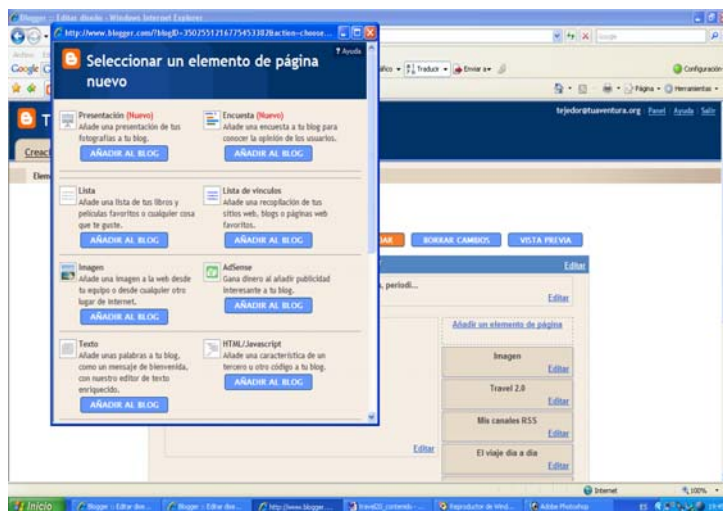 Blogger :: Editar diseño - Windows Internet Explorer
http://www.blogger.com/?blogID=3502551216775453382&action=choose...
Seleccionar un elemento de página nuevo
? Ayuda
Presentación (Nuevo)
Añade una presentación de tus
fotografías a tu blog.
AÑADIR AL BLOG
Encuesta (Nuevo)
Añade una encuesta a tu blog para
conocer la opinión de los usuarios.
AÑADIR AL BLOG
Lista
Añade una lista de tus libros y
películas favoritos o cualquier cosa
que te guste.
AÑADIR AL BLOG
Lista de vínculos
Añade una recopilación de tus
sitios web, blogs o páginas web
favoritos.
AÑADIR AL BLOG
Imagen
Añade una imagen a la web desde
tu equipo o desde cualquier otro
lugar de internet.
AÑADIR AL BLOG
AdSense
Gana dinero al añadir publicidad
interesante a tu blog.
AÑADIR AL BLOG
Texto
Añade unas palabras a tu blog,
como un mensaje de bienvenida,
con nuestro editor de texto
enriquecido.
AÑADIR AL BLOG
HTML/Javascript
Añade una característica de un
tercero u otro código a tu blog.
AÑADIR AL BLOG
Google
Traducir
Enviar a
Configuración
Página
Herramientas
tejedor@tuaventura.org
Panel
Ayuda
Salir
BORRAR CAMBIOS
VISTA PREVIA
Editar
, periodi...
Editar
Añadir un elemento de página
Imagen
Editar
Travel 2.0
Editar
Mis canales RSS
Editar
El viaje día a día
Editar
Editar
Internet
100%
Inicio
Blogger :: Editar dise...
Blogger :: Editar dise...
http://www.blogger...
travel20_contenido - ...
Reproductor de Wind...
Adobe Photoshop
ES